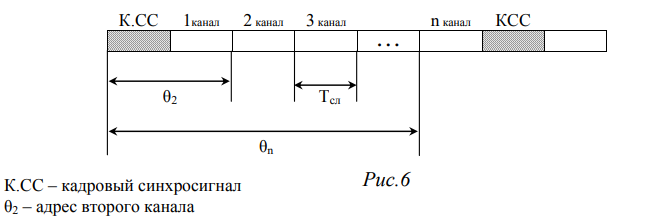 К.СС 1канал 2 канал 3 канал n канал КСС
...
θ2 Tсл
θn
Рис.6
К.СС – кадровый синхросигнал
θ2 – адрес второго канала